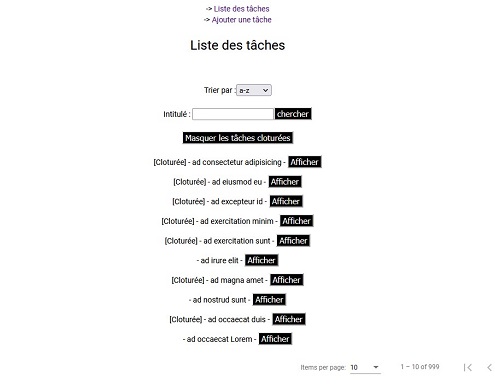 -> Liste des tâches
-> Ajouter une tâche
Liste des tâches
Trier par : a-z
Intitulé : chercher
Masquer les tâches cloturées
[Cloturée] - ad consectetur adipisicing - Afficher
[Cloturée] - ad eiusmod eu - Afficher
[Cloturée] - ad excepteur id - Afficher
[Cloturée] - ad exercitation minim - Afficher
[Cloturée] - ad exercitation sunt - Afficher
- ad irure elit - Afficher
[Cloturée] - ad magna amet - Afficher
- ad nostrud sunt - Afficher
[Cloturée] - ad occaecat duis - Afficher
- ad occaecat Lorem - Afficher
Items per page: 10 1 – 10 of 999